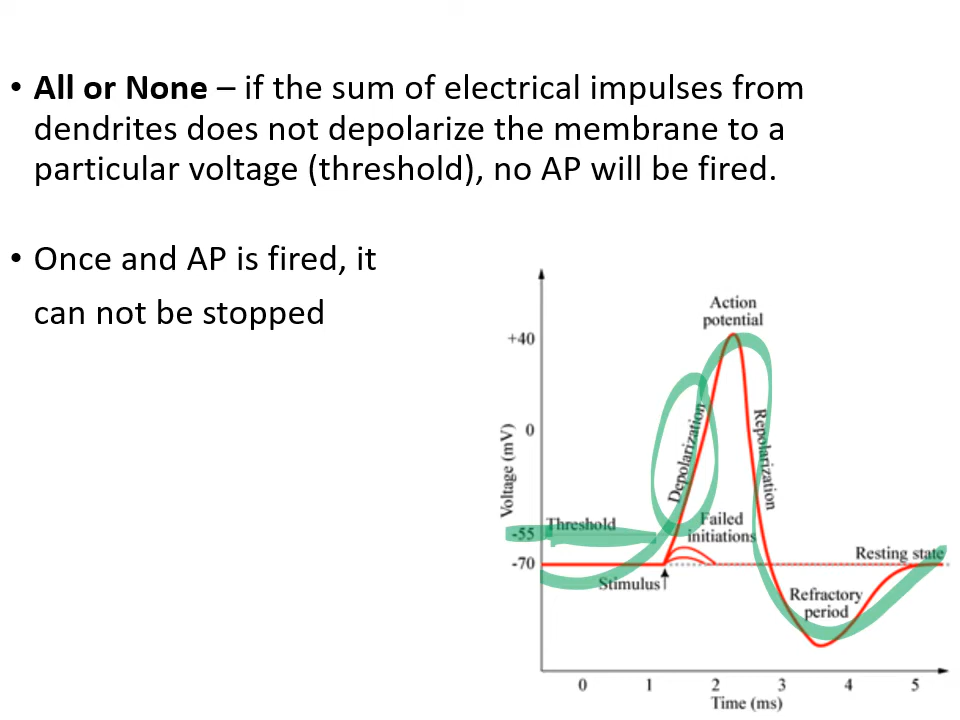 • All or None – if the sum of electrical impulses from
dendrites does not depolarize the membrane to a
particular voltage (threshold), no AP will be fired.
• Once and AP is fired, it
can not be stopped
Action
potential
+40
0
-55
-70
Voltage (mV)
Depolarization
Repolarization
Threshold
Failed
initiations
Resting state
Stimulus
Refractory
period
0 1 2 3 4 5
Time (ms)